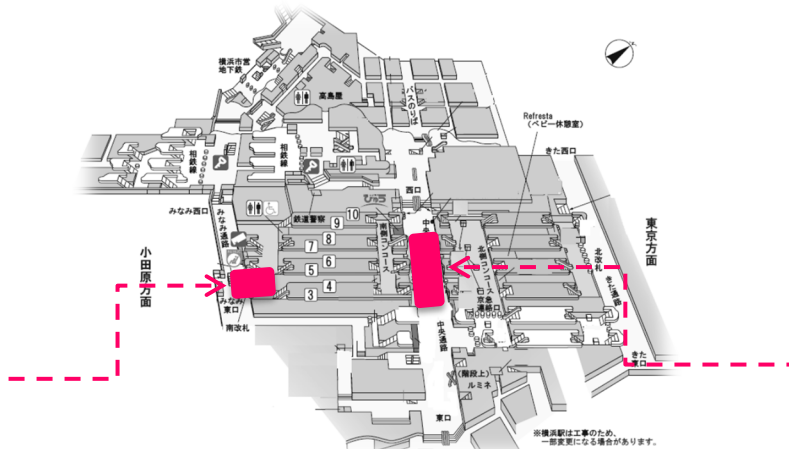 横浜市営
地下鉄
高島屋
バスのりば
Refresta
(ベビー休憩室)
きた西口
相鉄線
相鉄線
西口
みなみ西口
みなみ通路
鉄道警察
びゅう
10
9
8
7
6
5
4
3
南側コンコース
中央
北側コンコース
京急
連絡口
北改札
きた通路
東京方面
小田原方面
みなみ
東口
南改札
中央通路
(階段上)
ルミネ
きた
東口
東口
※横浜駅は工事のため、
一部変更になる場合があります。